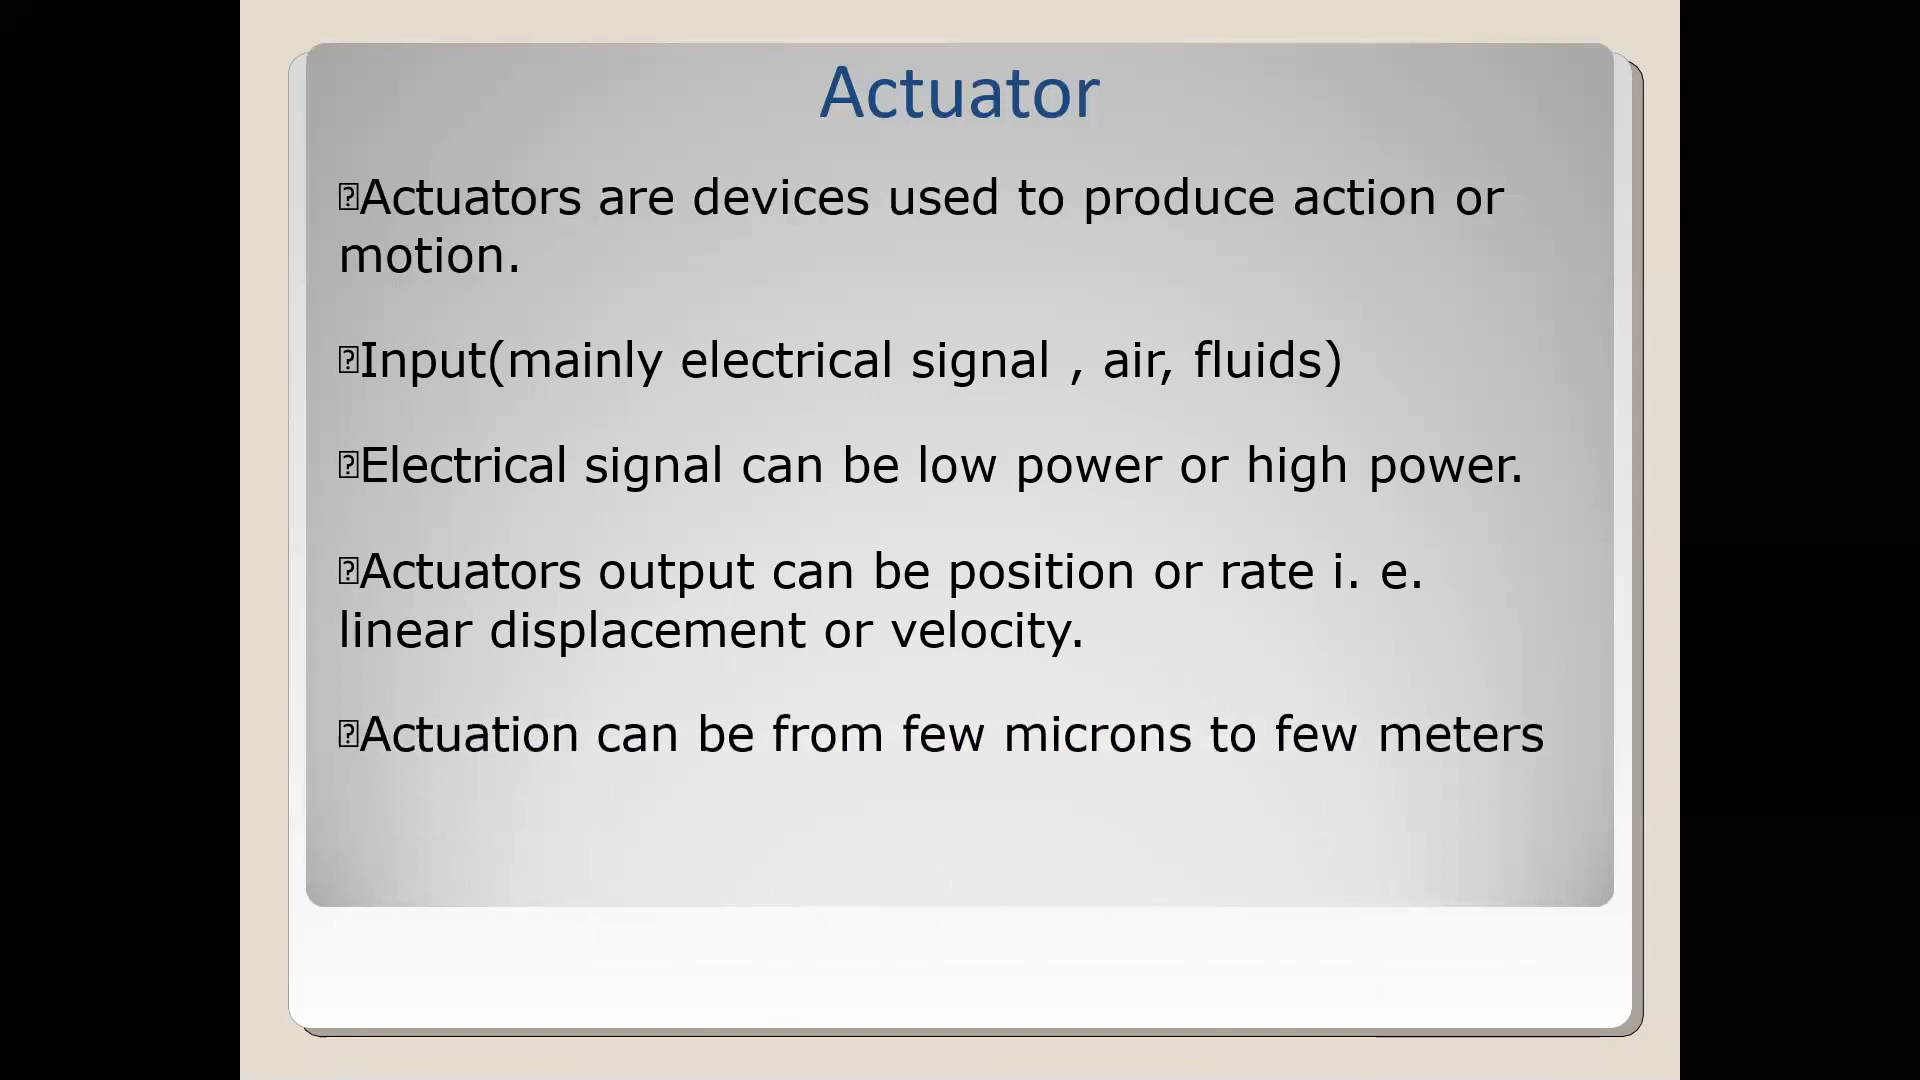 Actuator
⍰Actuators are devices used to produce action or
motion.
⍰Input(mainly electrical signal , air, fluids)
⍰Electrical signal can be low power or high power.
⍰Actuators output can be position or rate i. e.
linear displacement or velocity.
⍰Actuation can be from few microns to few meters